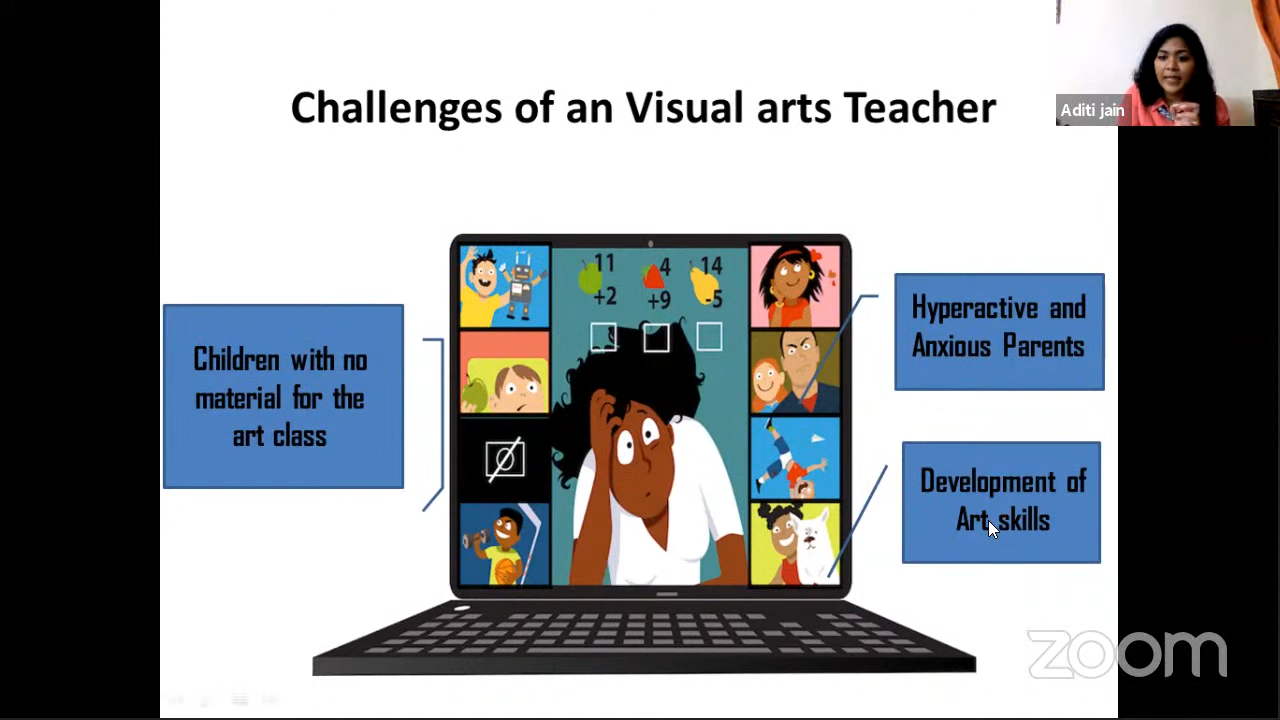 Challenges of an Visual arts Teacher
Aditi jain
11
+2
4
+9
14
-5
Children with no
material for the
art class
Hyperactive and
Anxious Parents
Development of
Art skills
zoom